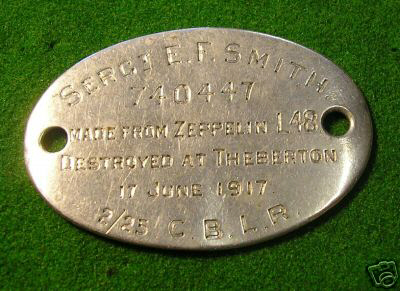 SERGT E.F. SMITH.
740447
MADE FROM ZEPPELIN L48
DESTROYED AT THEBERTON
17 JUNE 1917.
2/25 C.B.L.R.